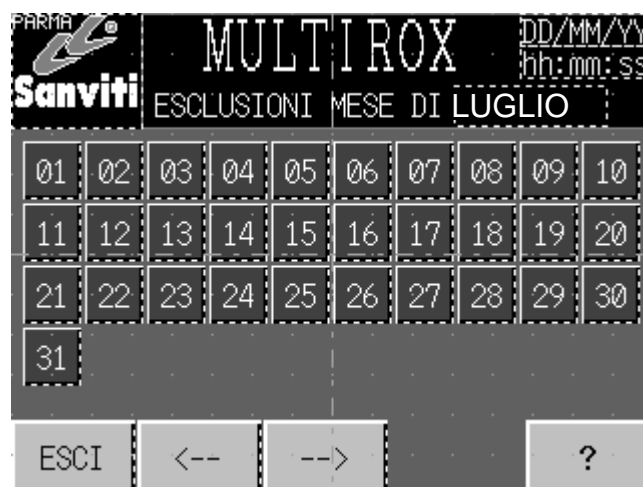 PARMA
Sanviti
MULTIROX
DD/MM/YY
hh:mm:ss
ESCLUSIONI MESE DI LUGLIO
01 02 03 04 05 06 07 08 09 10
11 12 13 14 15 16 17 18 19 20
21 22 23 24 25 26 27 28 29 30
31
ESCI <-- --> ?